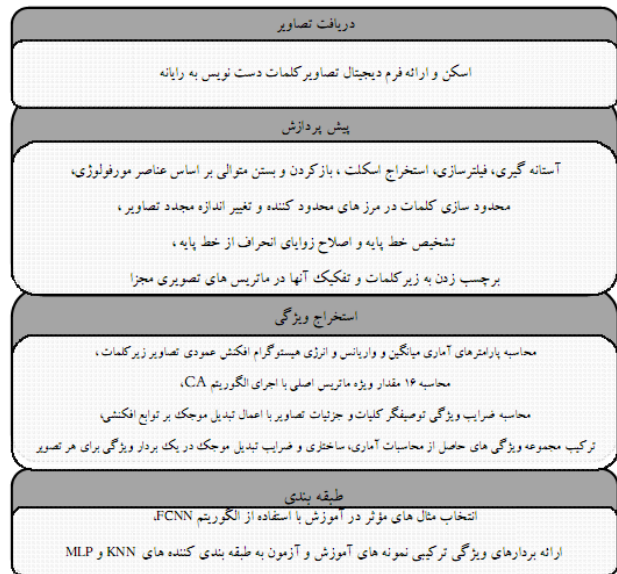 دریافت تصاویر
اسکن و ارائه فرم دیجیتال تصاویر کلمات دست نویس به رایانه
پیش پردازش
آستانه گیری، فیلترسازی، استخراج اسکلت ، بازکردن و بستن متوالی بر اساس عناصر مورفولوژی،
محدود سازی کلمات در مرز های محدود کننده و تغییر اندازه مجدد تصاویر ،
تشخیص خط پایه و اصلاح زوایای انحراف از خط پایه ،
برچسب زدن به زیرکلمات و تفکیک آنها در ماتریس های تصویری مجزا
استخراج ویژگی
محاسبه پارامترهای آماری میانگین و واریانس و انرژی هیستوگرام افکنش عمودی تصاویر زیرکلمات ،
محاسبه ۱۶ مقدار ویژه ماتریس اصلی با اجرای الگوریتم CA،
محاسبه ضرایب ویژگی توصیفگر کلیات و جزئیات تصاویر با اعمال تبدیل موجک بر توابع افکنشی،
ترکیب مجموعه ویژگی های حاصل از محاسبات آماری، ساختاری و ضرایب تبدیل موجک در یک بردار ویژگی برای هر تصویر
طبقه بندی
انتخاب مثال های مؤثر در آموزش با استفاده از الگوریتم FCNN،
ارائه بردارهای ویژگی ترکیبی نمونه های آموزش و آزمون به طبقه بندی کننده های KNN و MLP